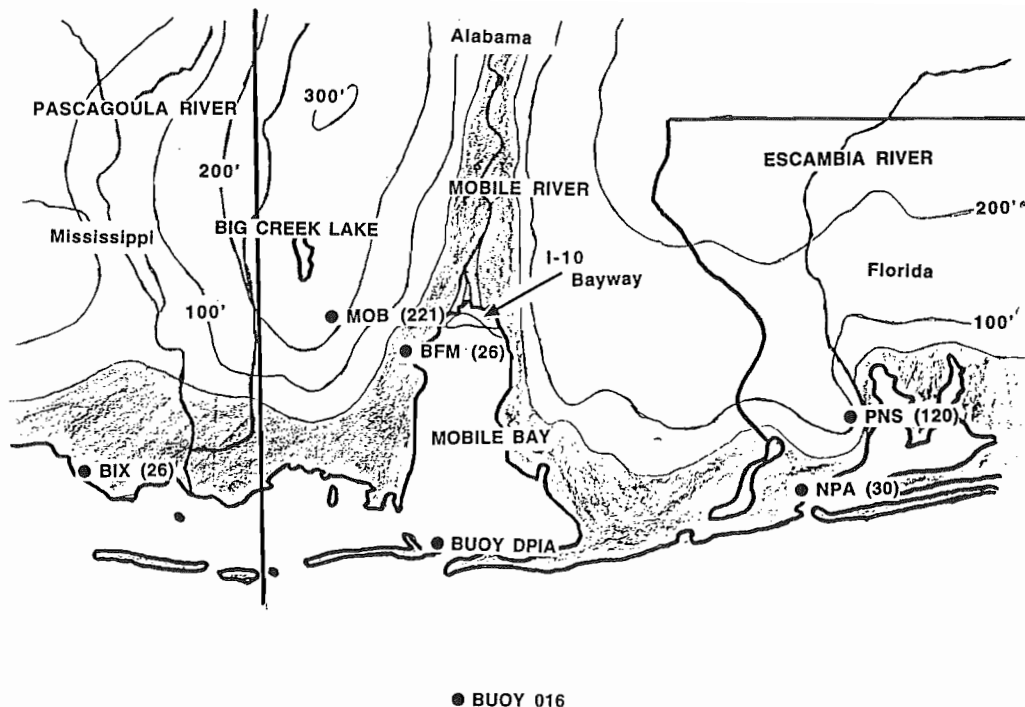 Alabama
300'
PASCAGOULA RIVER
ESCAMBIA RIVER
200'
MOBILE RIVER
200'
BIG CREEK LAKE
Mississippi
I-10
Bayway
Florida
100'
MOB (221)
100'
BFM (26)
PNS (120)
MOBILE BAY
BIX (26)
NPA (30)
BUOY DPIA
BUOY 016